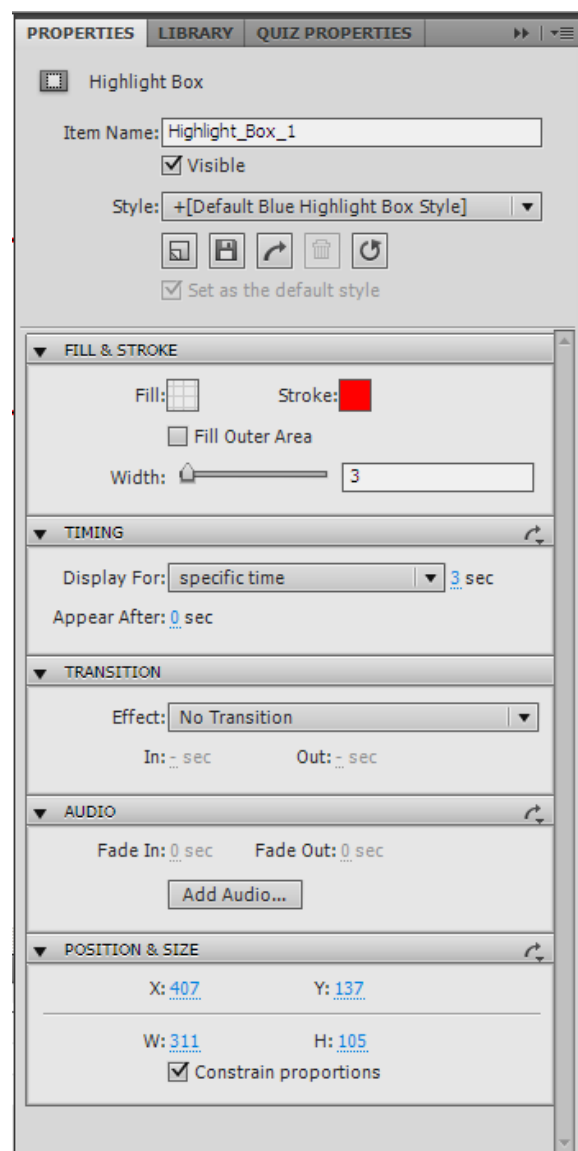 PROPERTIES LIBRARY QUIZ PROPERTIES
Highlight Box
Item Name: Highlight_Box_1
Visible
Style: +[Default Blue Highlight Box Style]
Set as the default style
FILL & STROKE
Fill: Stroke:
Fill Outer Area
Width: 3
TIMING
Display For: specific time 3 sec
Appear After: 0 sec
TRANSITION
Effect: No Transition
In: - sec Out: - sec
AUDIO
Fade In: 0 sec Fade Out: 0 sec
Add Audio...
POSITION & SIZE
X: 407 Y: 137
W: 311 H: 105
Constrain proportions